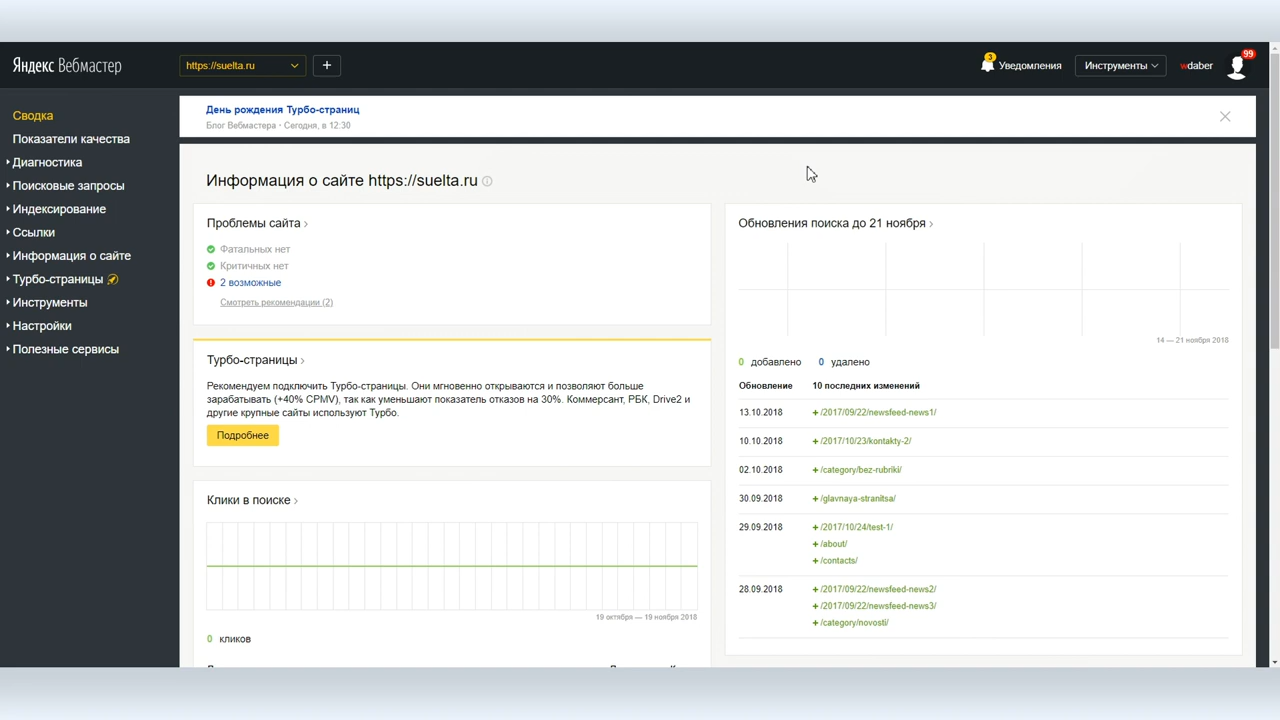 Яндекс Вебмастер
https://suelta.ru
+
3
Уведомления
Инструменты
wdaber
99
Сводка
Показатели качества
Диагностика
Поисковые запросы
Индексирование
Ссылки
Информация о сайте
Турбо-страницы
Инструменты
Настройки
Полезные сервисы
День рождения Турбо-страниц
Блог Вебмастера · Сегодня, в 12:30
Информация о сайте https://suelta.ru
Проблемы сайта ›
Фатальных нет
Критичных нет
2 возможные
Смотреть рекомендации (2)
Турбо-страницы ›
Рекомендуем подключить Турбо-страницы. Они мгновенно открываются и позволяют больше
зарабатывать (+40% CPMV), так как уменьшают показатель отказов на 30%. Коммерсант, РБК, Drive2 и
другие крупные сайты используют Турбо.
Подробнее
Клики в поиске ›
19 октября — 19 ноября 2018
0 кликов
Обновления поиска до 21 ноября ›
14 — 21 ноября 2018
0 добавлено 0 удалено
Обновление 10 последних изменений
13.10.2018 + /2017/09/22/newsfeed-news1/
10.10.2018 + /2017/10/23/kontakty-2/
02.10.2018 + /category/bez-rubriki/
30.09.2018 + /glavnaya-stranitsa/
29.09.2018 + /2017/10/24/test-1/
+ /about/
+ /contacts/
28.09.2018 + /2017/09/22/newsfeed-news2/
+ /2017/09/22/newsfeed-news3/
+ /category/novosti/